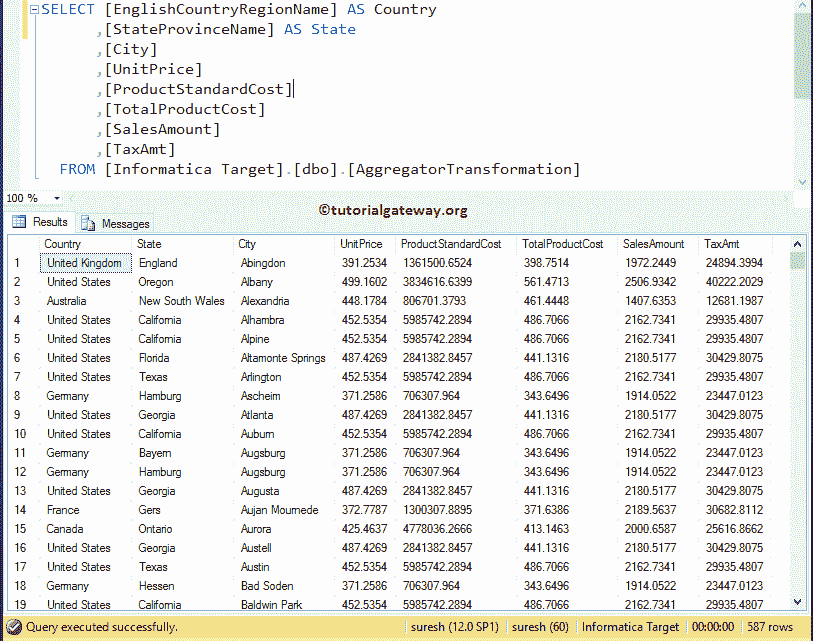 SELECT [EnglishCountryRegionName] AS Country
,[StateProvinceName] AS State
,[City]
,[UnitPrice]
,[ProductStandardCost]
,[TotalProductCost]
,[SalesAmount]
,[TaxAmt]
FROM [Informatica Target].[dbo].[AggregatorTransformation]
100 %
©tutorialgateway.org
Results Messages
Country State City UnitPrice ProductStandardCost TotalProductCost SalesAmount TaxAmt
1 United Kingdom England Abingdon 391.2534 1361500.6524 398.7514 1972.2449 24894.3994
2 United States Oregon Albany 499.1602 3834616.6399 561.4713 2506.9342 40222.2029
3 Australia New South Wales Alexandria 448.1784 806701.3793 461.4448 1407.6353 12681.1987
4 United States California Alhambra 452.5354 5985742.2894 486.7066 2162.7341 29935.4807
5 United States California Alpine 452.5354 5985742.2894 486.7066 2162.7341 29935.4807
6 United States Florida Altamonte Springs 487.4269 2841382.8457 441.1316 2180.5177 30429.8075
7 United States Texas Arlington 452.5354 5985742.2894 486.7066 2162.7341 29935.4807
8 Germany Hamburg Ascheim 371.2586 706307.964 343.6496 1914.0522 23447.0123
9 United States Georgia Atlanta 487.4269 2841382.8457 441.1316 2180.5177 30429.8075
10 United States California Auburn 452.5354 5985742.2894 486.7066 2162.7341 29935.4807
11 Germany Bayern Augsburg 371.2586 706307.964 343.6496 1914.0522 23447.0123
12 Germany Hamburg Augsburg 371.2586 706307.964 343.6496 1914.0522 23447.0123
13 United States Georgia Augusta 487.4269 2841382.8457 441.1316 2180.5177 30429.8075
14 France Gers Aujan Mournede 372.7787 1300307.8895 371.6386 2189.5637 30682.8112
15 Canada Ontario Aurora 425.4637 4778036.2666 413.1463 2000.6587 25616.8662
16 United States Georgia Austell 487.4269 2841382.8457 441.1316 2180.5177 30429.8075
17 United States Texas Austin 452.5354 5985742.2894 486.7066 2162.7341 29935.4807
18 Germany Hessen Bad Soden 371.2586 706307.964 343.6496 1914.0522 23447.0123
19 United States California Baldwin Park 452.5354 5985742.2894 486.7066 2162.7341 29935.4807
Query executed successfully. suresh (12.0 SP1) suresh (60) Informatica Target 00:00:00 587 rows